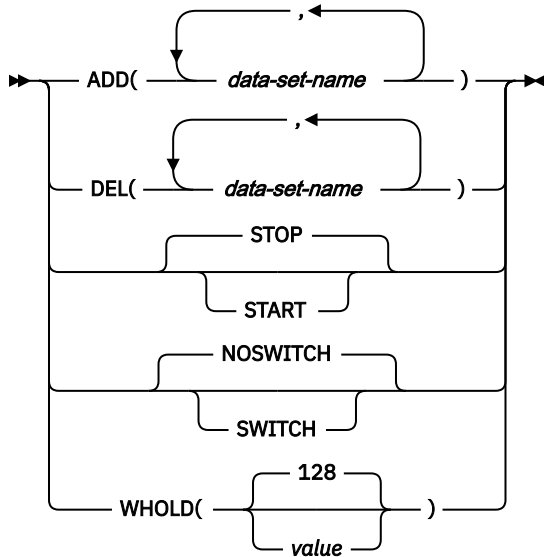 ,
ADD( data-set-name )
,
DEL( data-set-name )
STOP
START
NOSWITCH
SWITCH
128
WHOLD( )
value